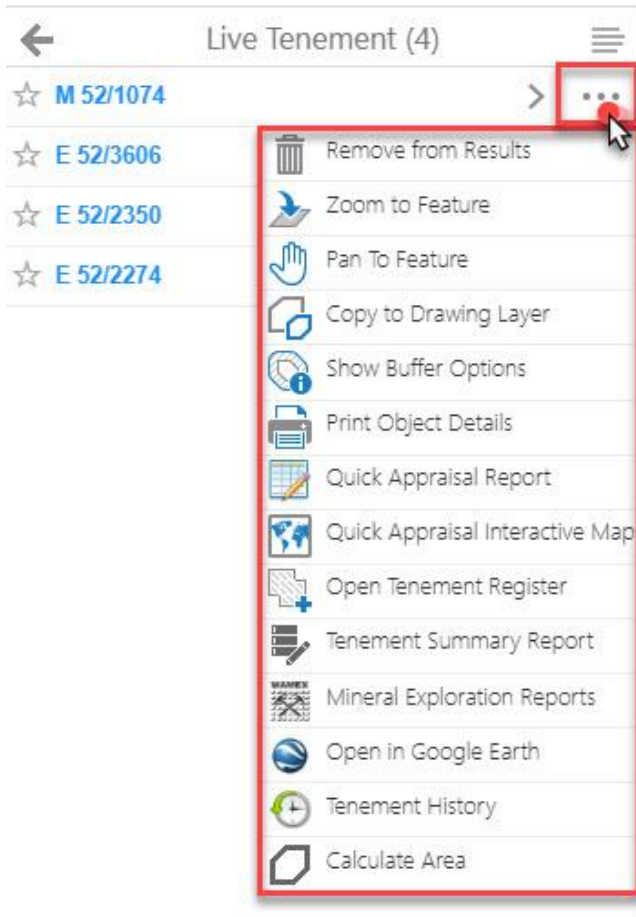 Live Tenement (4)
M 52/1074
E 52/3606
E 52/2350
E 52/2274
Remove from Results
Zoom to Feature
Pan To Feature
Copy to Drawing Layer
Show Buffer Options
Print Object Details
Quick Appraisal Report
Quick Appraisal Interactive Map
Open Tenement Register
Tenement Summary Report
WAMEX
Mineral Exploration Reports
Open in Google Earth
Tenement History
Calculate Area